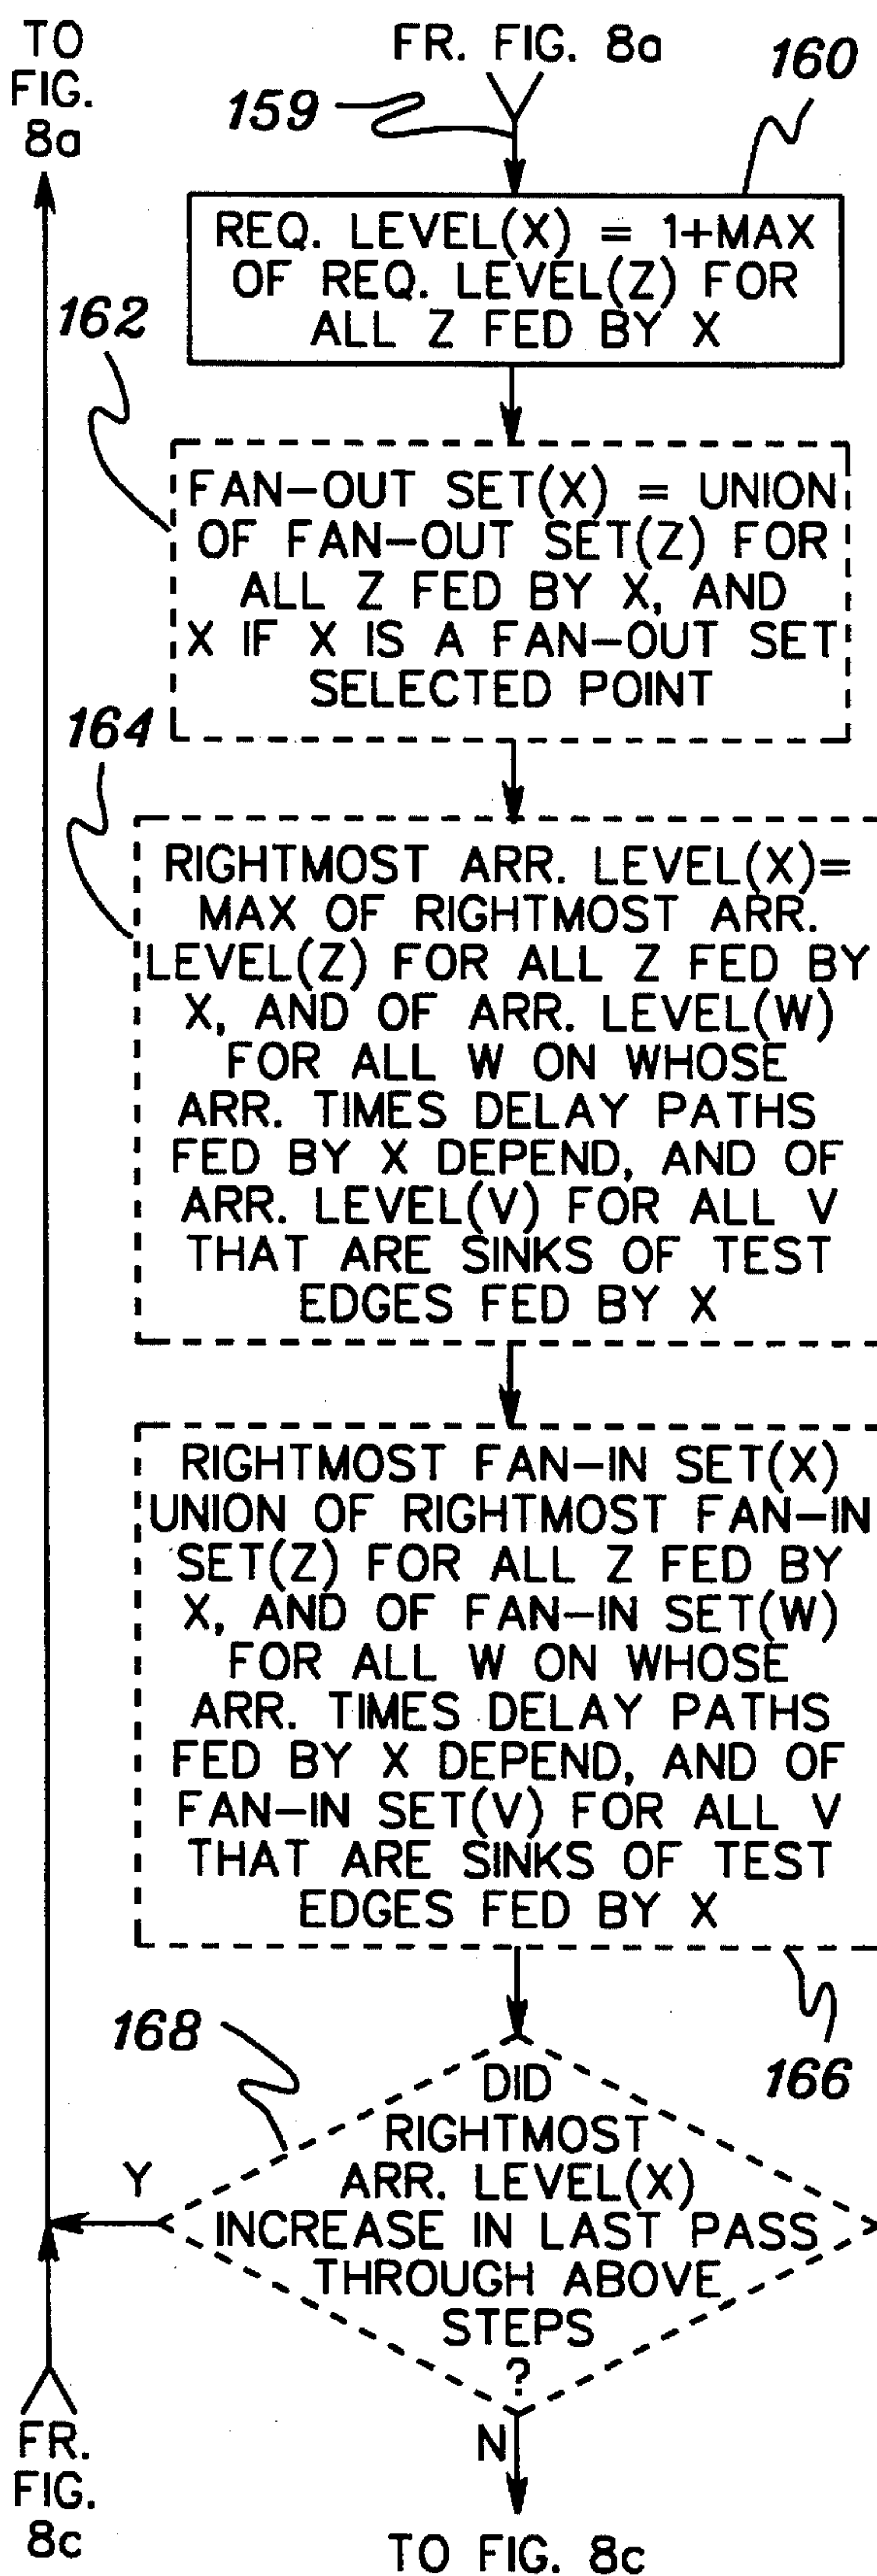 TO
FIG.
8a
FR. FIG. 8a
159
160
REQ. LEVEL(X) = 1+MAX
OF REQ. LEVEL(Z) FOR
ALL Z FED BY X
162
FAN-OUT SET(X) = UNION
OF FAN-OUT SET(Z) FOR
ALL Z FED BY X, AND
X IF X IS A FAN-OUT SET
SELECTED POINT
164
RIGHTMOST ARR. LEVEL(X)=
MAX OF RIGHTMOST ARR.
LEVEL(Z) FOR ALL Z FED BY
X, AND OF ARR. LEVEL(W)
FOR ALL W ON WHOSE
ARR. TIMES DELAY PATHS
FED BY X DEPEND, AND OF
ARR. LEVEL(V) FOR ALL V
THAT ARE SINKS OF TEST
EDGES FED BY X
RIGHTMOST FAN-IN SET(X)
UNION OF RIGHTMOST FAN-IN
SET(Z) FOR ALL Z FED BY
X, AND OF FAN-IN SET(W)
FOR ALL W ON WHOSE
ARR. TIMES DELAY PATHS
FED BY X DEPEND, AND OF
FAN-IN SET(V) FOR ALL V
THAT ARE SINKS OF TEST
EDGES FED BY X
166
168
DID
RIGHTMOST
ARR. LEVEL(X)
INCREASE IN LAST PASS
THROUGH ABOVE
STEPS
?
Y
N
FR.
FIG.
8c
TO FIG. 8c